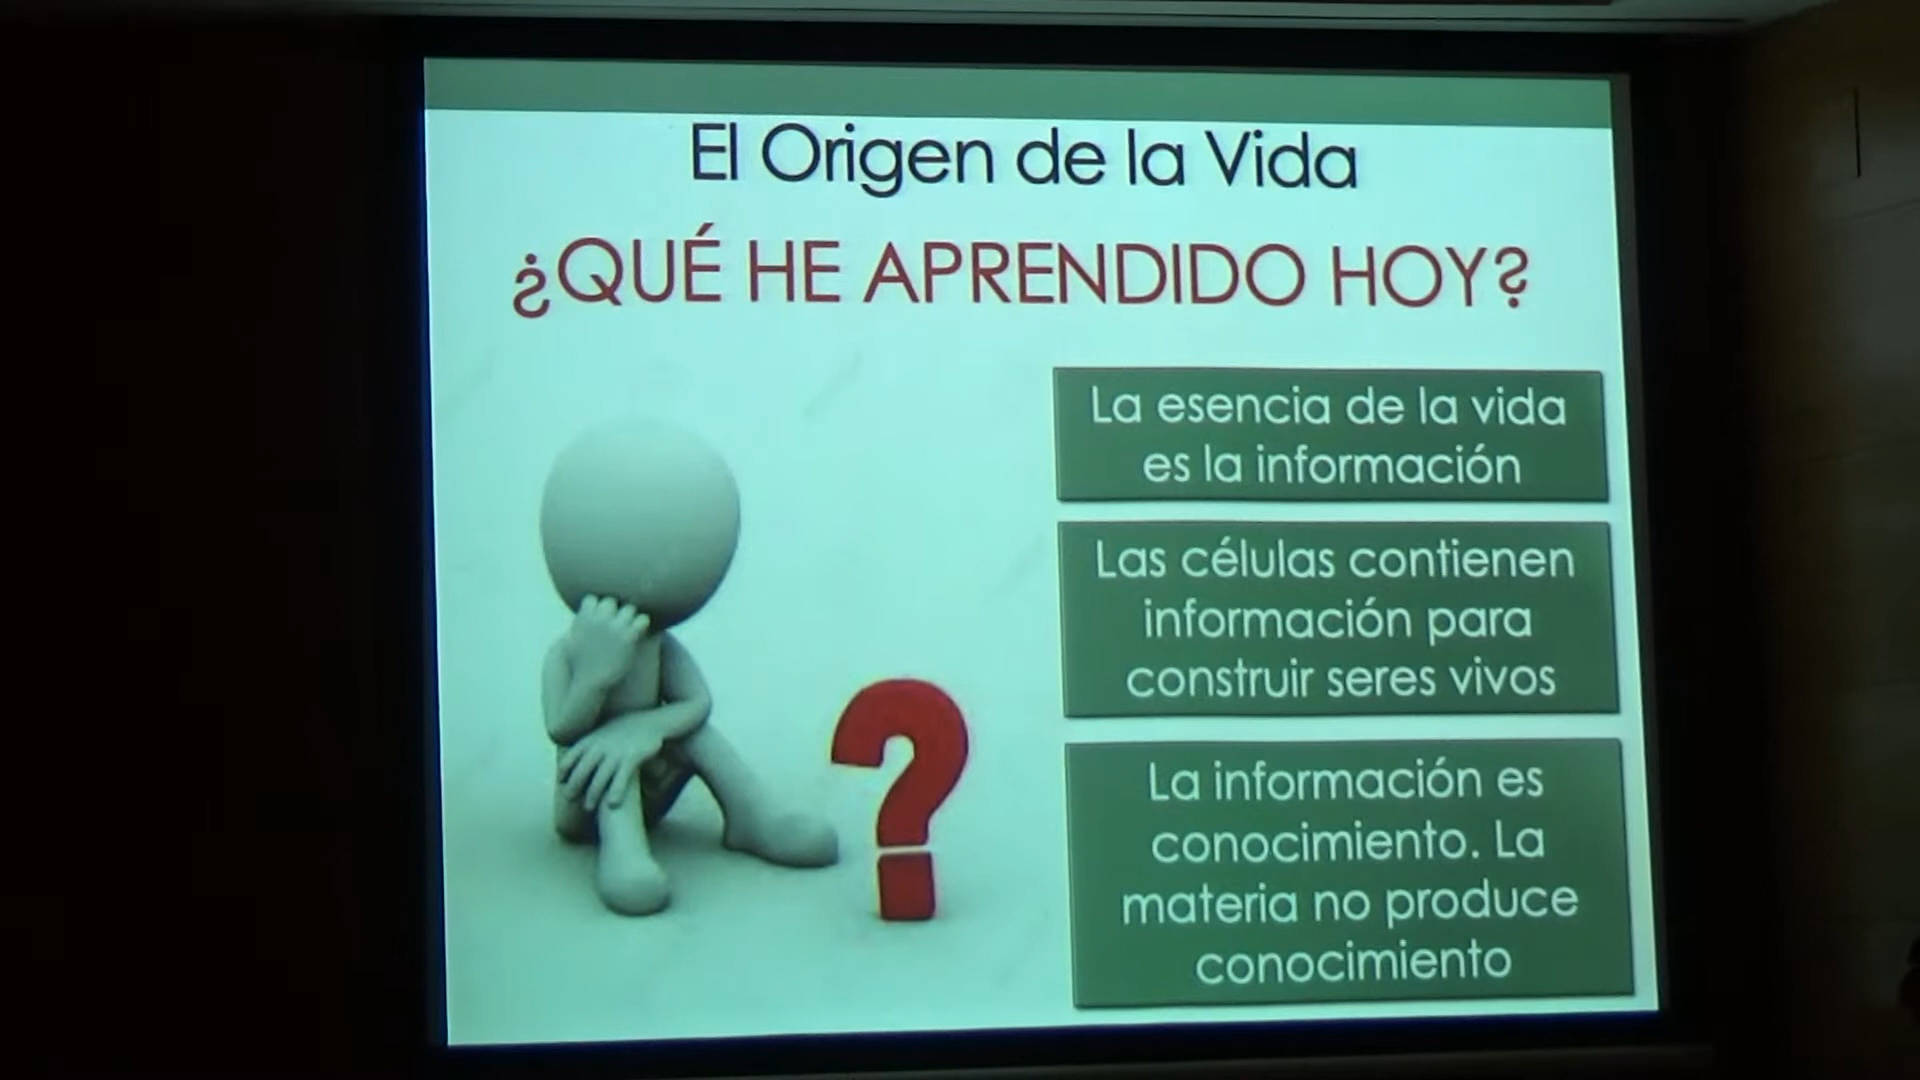 El Origen de la Vida
¿QUÉ HE APRENDIDO HOY?
La esencia de la vida
es la información
Las células contienen
información para
construir seres vivos
La información es
conocimiento. La
materia no produce
conocimiento